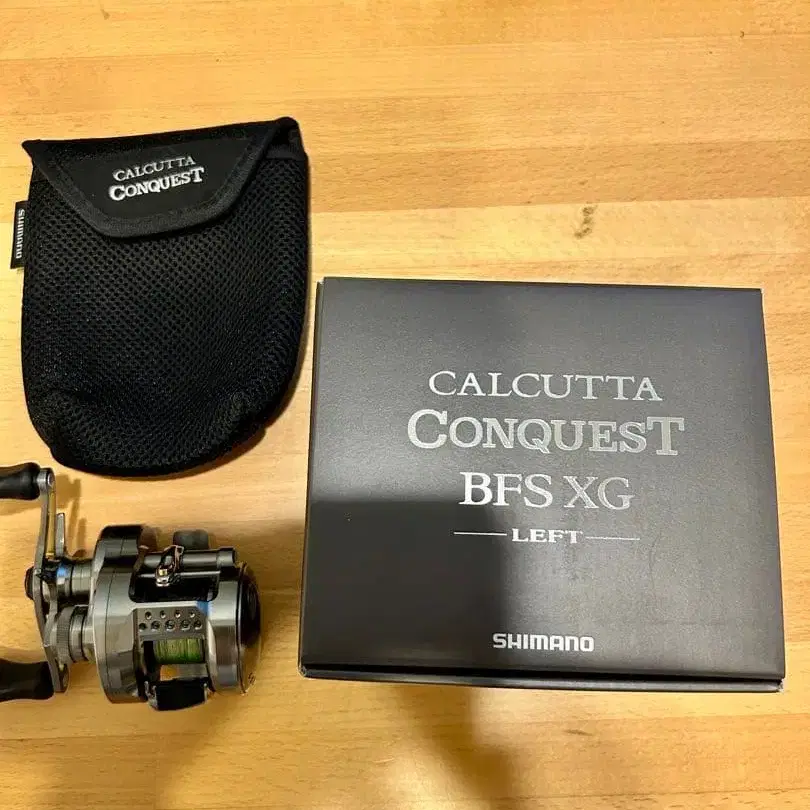 CALCUTTA
CONQUEST
SHIMANO
CALCUTTA
CONQUEST
BFS XG
LEFT
SHIMANO